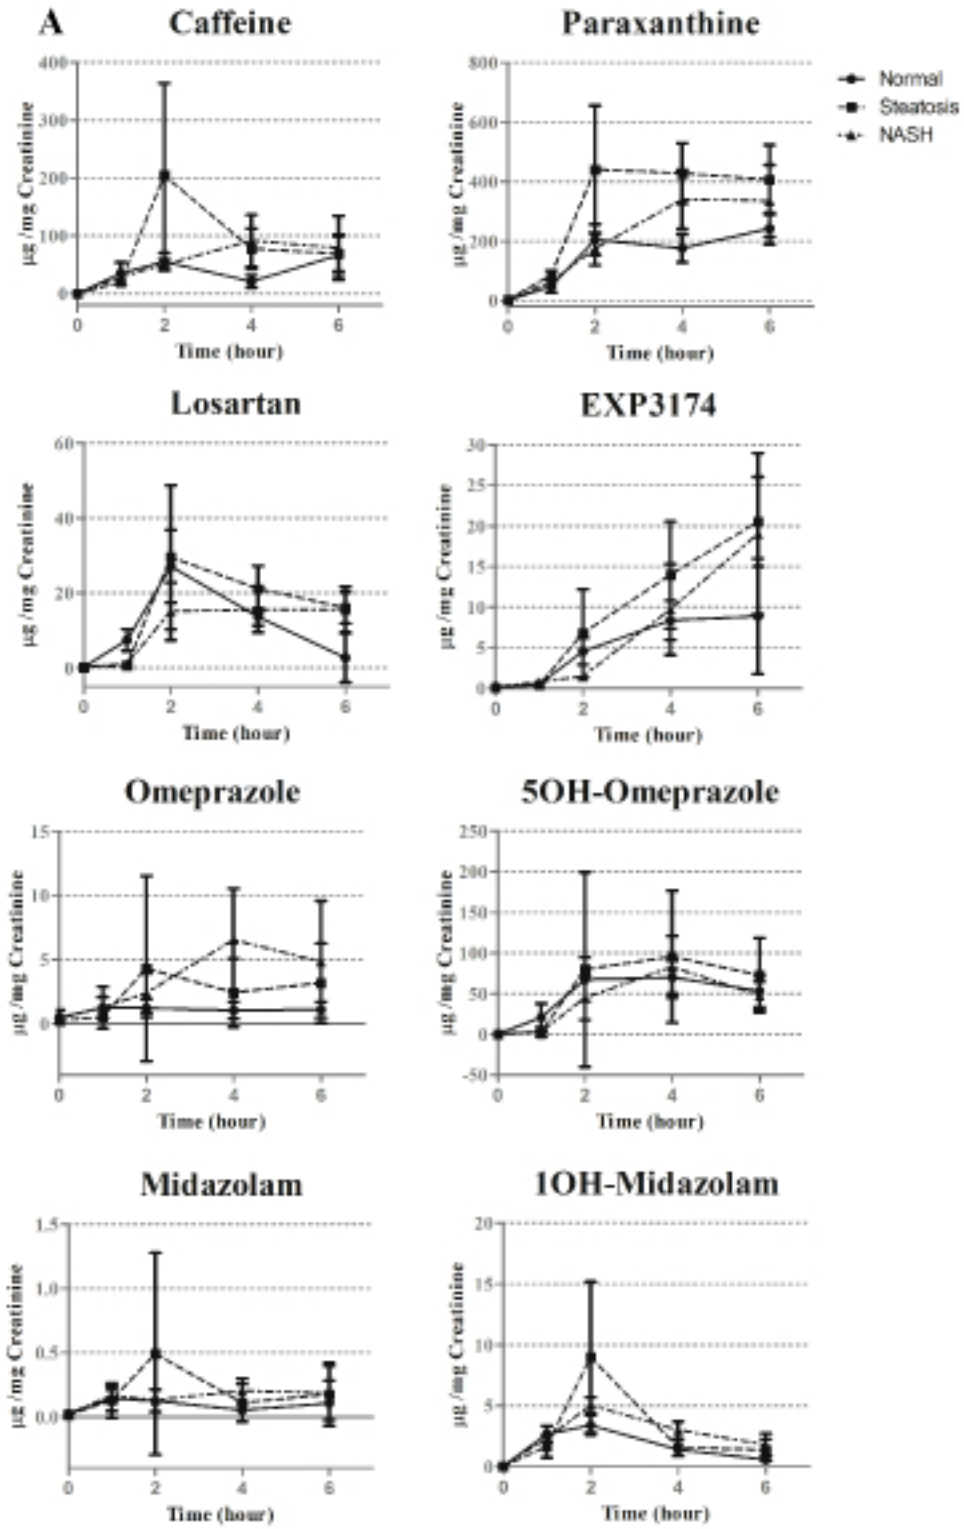 A
Caffeine
400
300
200
100
0
µg /mg Creatinine
0 2 4 6
Time (hour)
Paraxanthine
800
600
400
200
0
µg /mg Creatinine
0 2 4 6
Time (hour)
Normal
Steatosis
NASH
Losartan
60
40
20
0
µg /mg Creatinine
0 2 4 6
Time (hour)
EXP3174
30
25
20
15
10
5
0
µg /mg Creatinine
0 2 4 6
Time (hour)
Omeprazole
15
10
5
0
µg /mg Creatinine
0 2 4 6
Time (hour)
5OH-Omeprazole
250
200
150
100
50
0
-50
µg /mg Creatinine
0 2 4 6
Time (hour)
Midazolam
1.5
1.0
0.5
0.0
µg /mg Creatinine
0 2 4 6
Time (hour)
1OH-Midazolam
20
15
10
5
0
µg /mg Creatinine
0 2 4 6
Time (hour)